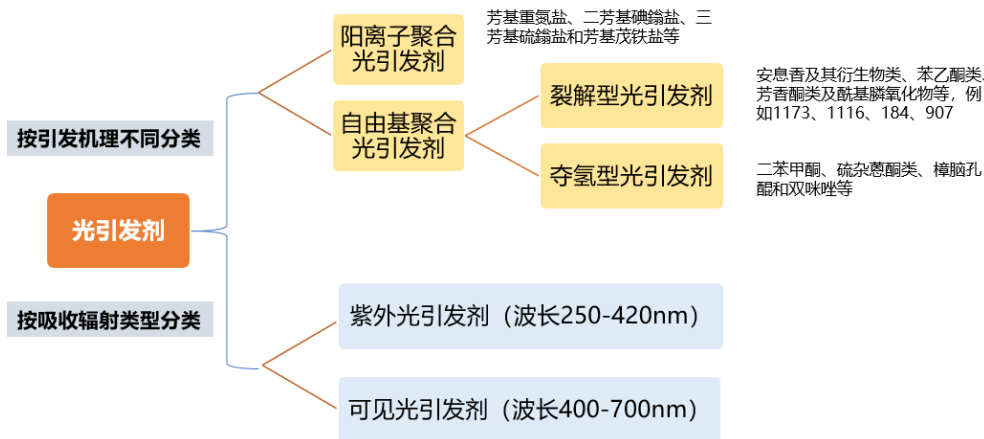 芳基重氮盐、二芳基碘鎓盐、三
芳基硫鎓盐和芳基茂铁盐等
阳离子聚合
光引发剂
安息香及其衍生物类、苯乙酮类、
芳香酮类及酰基膦氧化物等，例
如1173、1116、184、907
裂解型光引发剂
自由基聚合
光引发剂
按引发机理不同分类
夺氢型光引发剂
二苯甲酮、硫杂蒽酮类、樟脑孔
醌和双咪唑等
光引发剂
按吸收辐射类型分类
紫外光引发剂（波长250-420nm）
可见光引发剂（波长400-700nm）